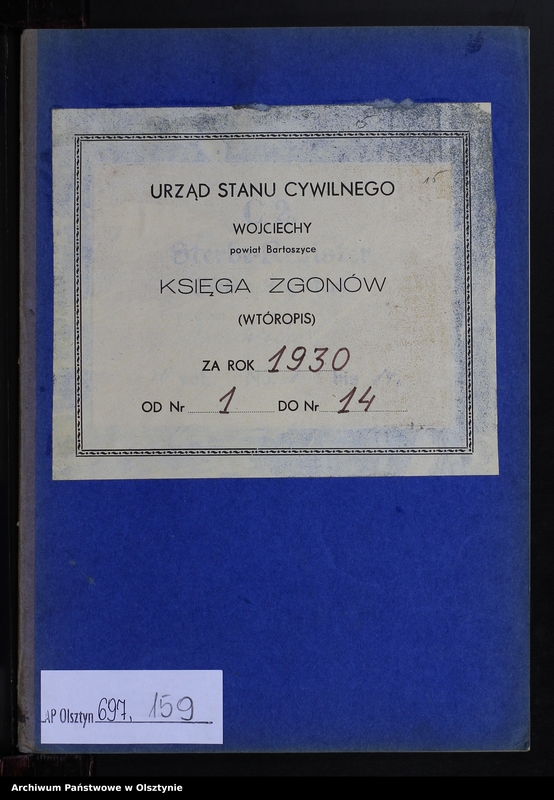 15
URZĄD STANU CYWILNEGO
WOJCIECHY
powiat Bartoszyce
KSIĘGA ZGONÓW
(WTÓROPIS)
ZA ROK 1930
OD Nr 1 DO Nr 14
AP Olsztyn 697, 159
Archiwum Państwowe w Olsztynie